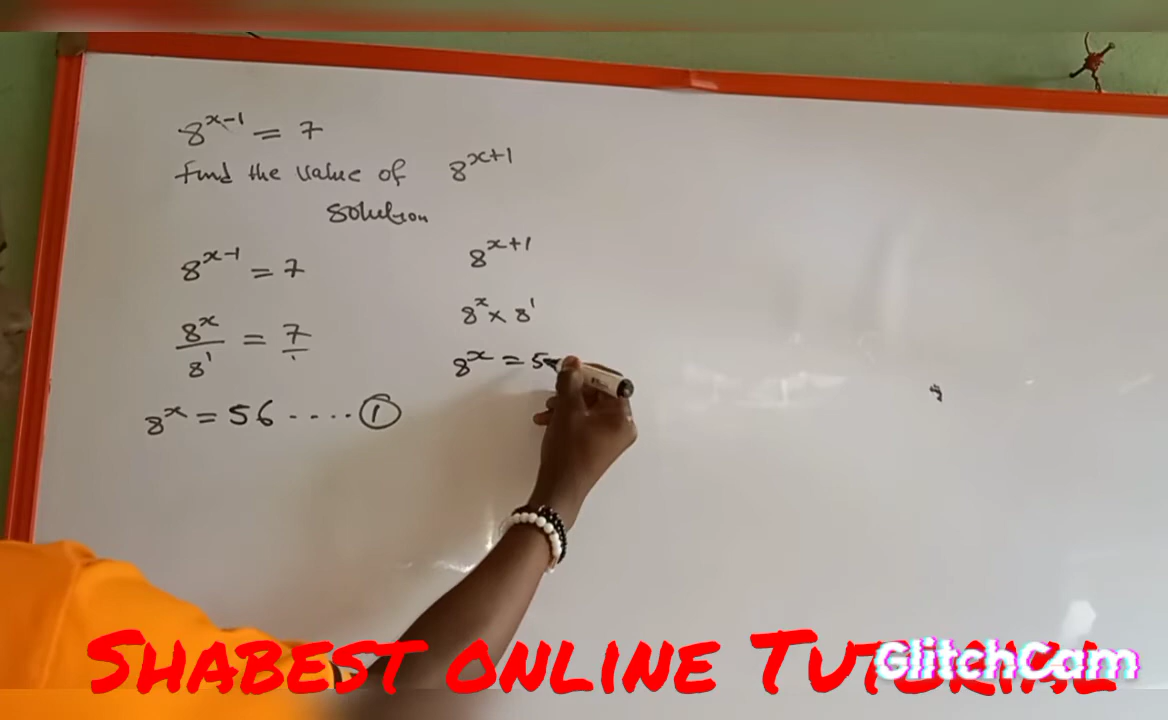 8^{x-1} = 7
Find the value of 8^{x+1}
solution
8^{x-1} = 7
8^x/8^1 = 7/1
8^x = 56 ---- ①
8^{x+1}
8^x × 8^1
8^x = 5
SHABEST ONLINE TUTORIAL
GlitchCam